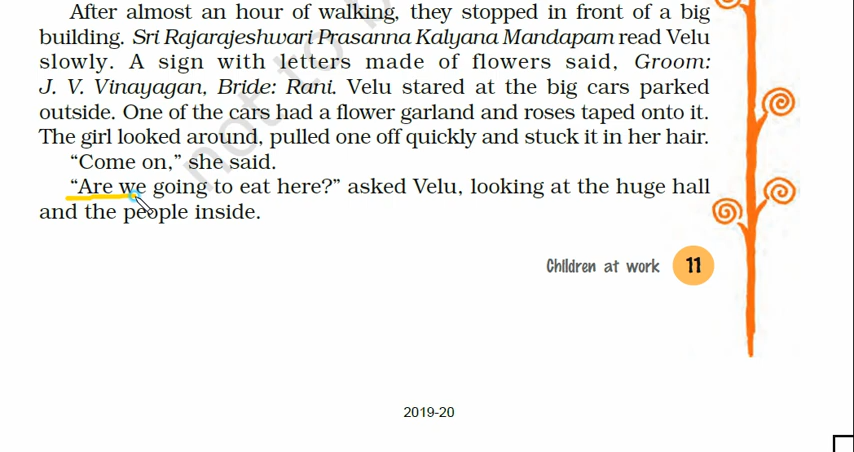 After almost an hour of walking, they stopped in front of a big
building. Sri Rajarajeshwari Prasanna Kalyana Mandapam read Velu
slowly. A sign with letters made of flowers said, Groom:
J. V. Vinayagan, Bride: Rani. Velu stared at the big cars parked
outside. One of the cars had a flower garland and roses taped onto it.
The girl looked around, pulled one off quickly and stuck it in her hair.
“Come on,” she said.
“Are we going to eat here?” asked Velu, looking at the huge hall
and the people inside.
Children at work 11
2019-20
not to b